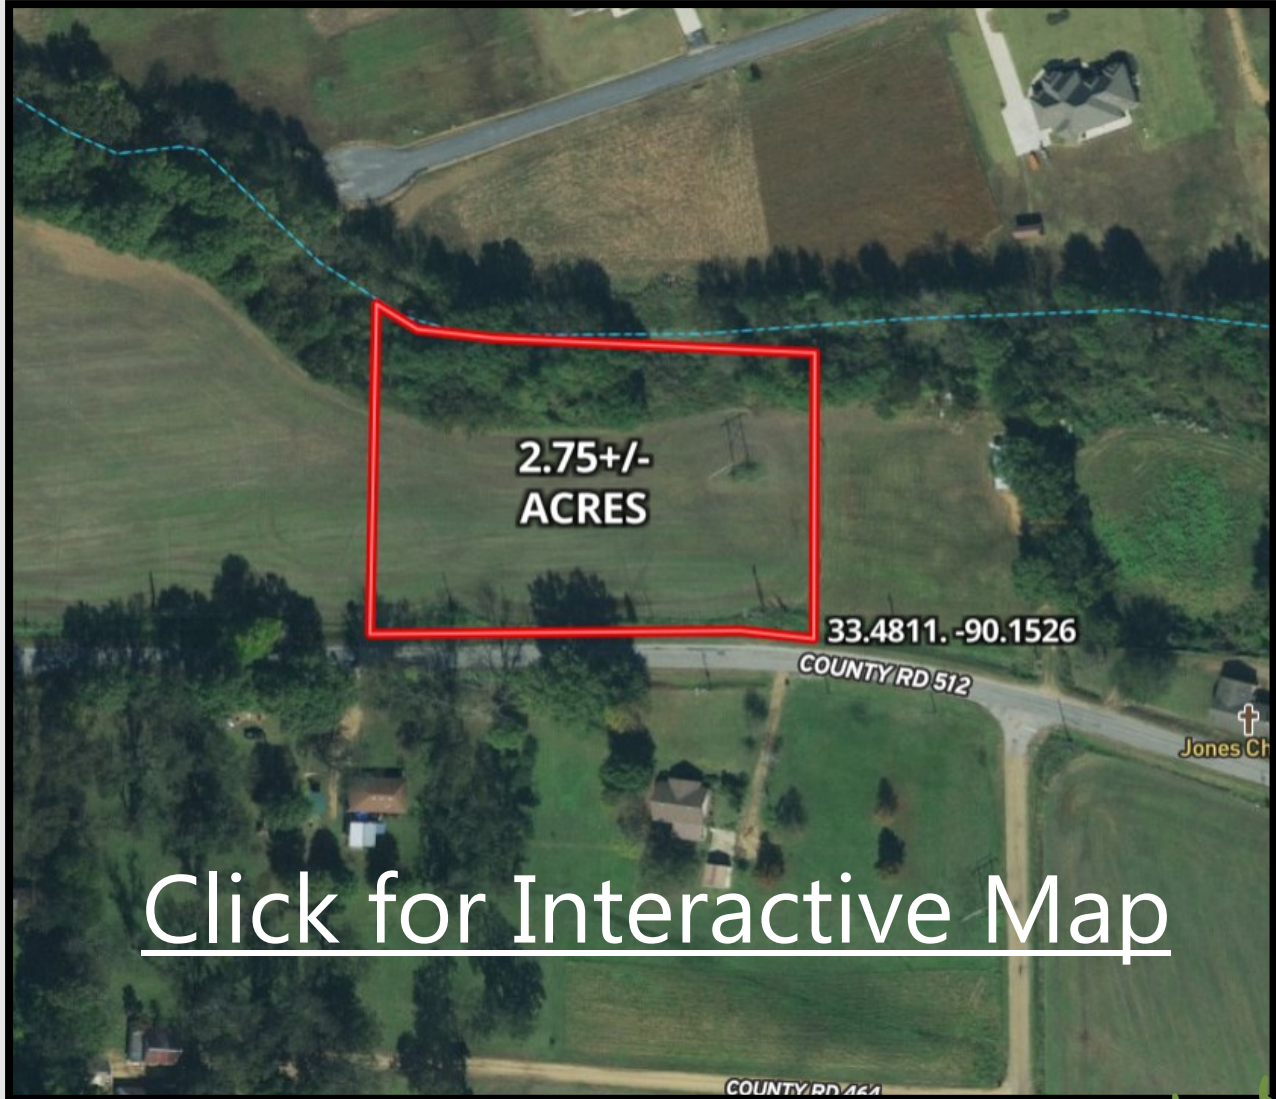 2.75+/-
ACRES
33.4811. -90.1526
COUNTY RD 512
Jones Ch
Click for Interactive Map
COUNTY RD 464